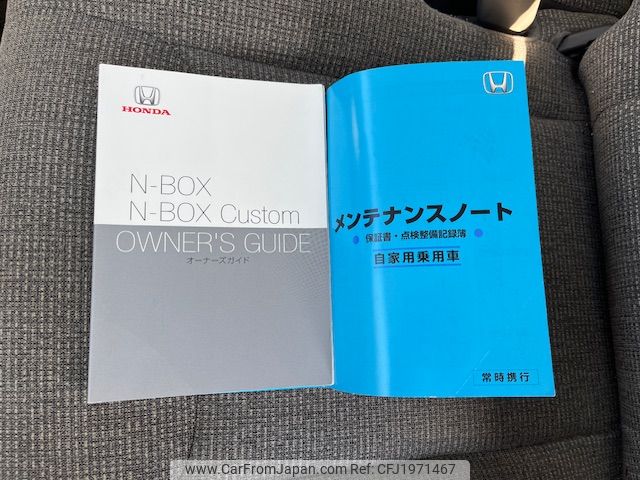 HONDA
N-BOX
N-BOX Custom
OWNER'S GUIDE
オーナーズガイド
メンテナンスノート
保証書・点検整備記録簿
自家用乗用車
常時携行
www.CarFromJapan.com | Photo ID: CFJ1971467